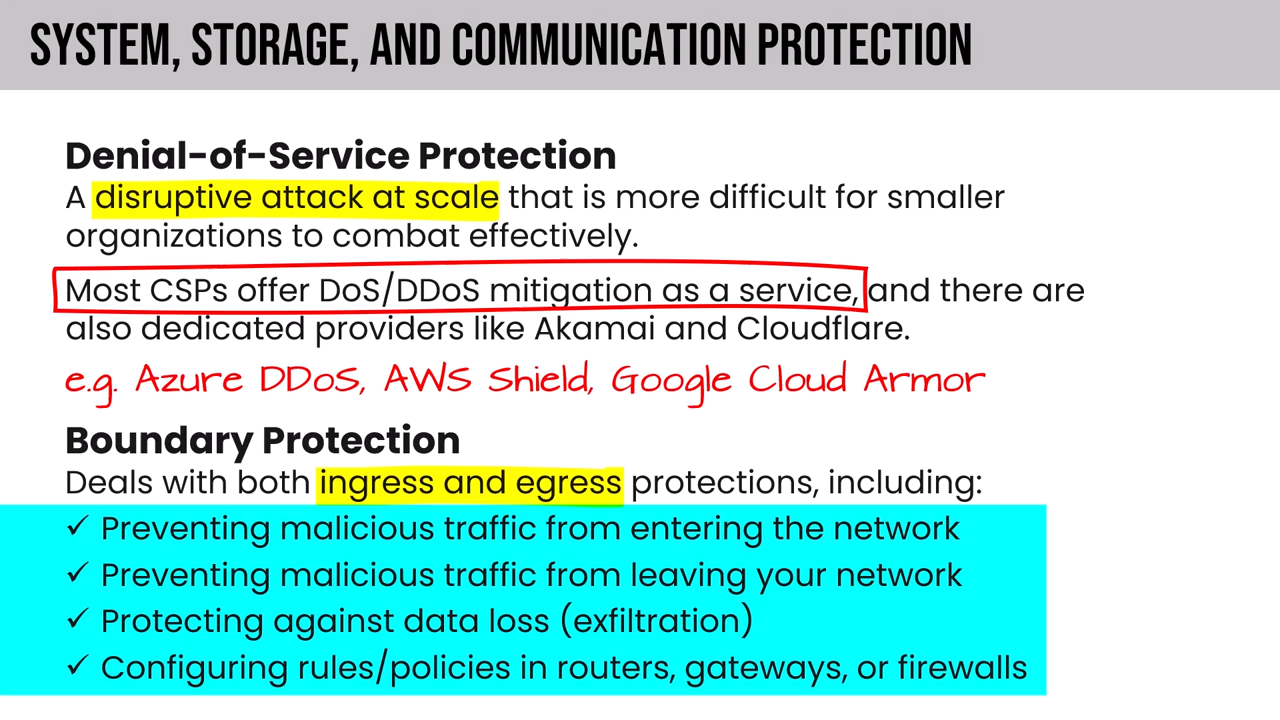 SYSTEM, STORAGE, AND COMMUNICATION PROTECTION
Denial-of-Service Protection
A disruptive attack at scale that is more difficult for smaller
organizations to combat effectively.
Most CSPs offer DoS/DDoS mitigation as a service, and there are
also dedicated providers like Akamai and Cloudflare.
e.g. Azure DDoS, AWS Shield, Google Cloud Armor
Boundary Protection
Deals with both ingress and egress protections, including:
✓ Preventing malicious traffic from entering the network
✓ Preventing malicious traffic from leaving your network
✓ Protecting against data loss (exfiltration)
✓ Configuring rules/policies in routers, gateways, or firewalls